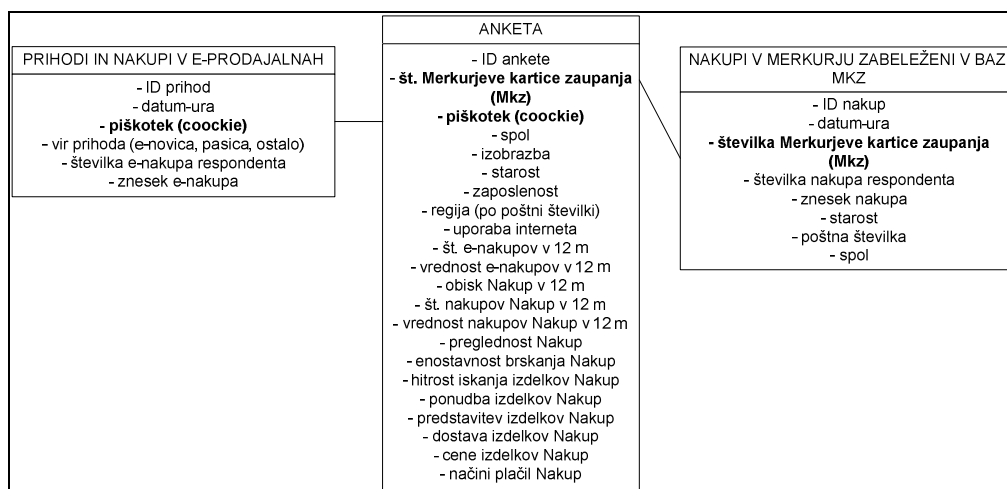 PRIHODI IN NAKUPI V E-PRODAJALNAH
- ID prihod
- datum-ura
- piškotek (coockie)
- vir prihoda (e-novica, pasica, ostalo)
- številka e-nakupa respondenta
- znesek e-nakupa
ANKETA
- ID ankete
- št. Merkurjeve kartice zaupanja
(Mkz)
- piškotek (coockie)
- spol
- izobrazba
- starost
- zaposlenost
- regija (po poštni številki)
- uporaba interneta
- št. e-nakupov v 12 m
- vrednost e-nakupov v 12 m
- obisk Nakup v 12 m
- št. nakupov Nakup v 12 m
- vrednost nakupov Nakup v 12 m
- preglednost Nakup
- enostavnost brskanja Nakup
- hitrost iskanja izdelkov Nakup
- ponudba izdelkov Nakup
- predstavitev izdelkov Nakup
- dostava izdelkov Nakup
- cene izdelkov Nakup
- načini plačil Nakup
NAKUPI V MERKURJU ZABELEŽENI V BAZ
MKZ
- ID nakup
- datum-ura
- številka Merkurjeve kartice zaupanja
(Mkz)
- številka nakupa respondenta
- znesek nakupa
- starost
- poštna številka
- spol